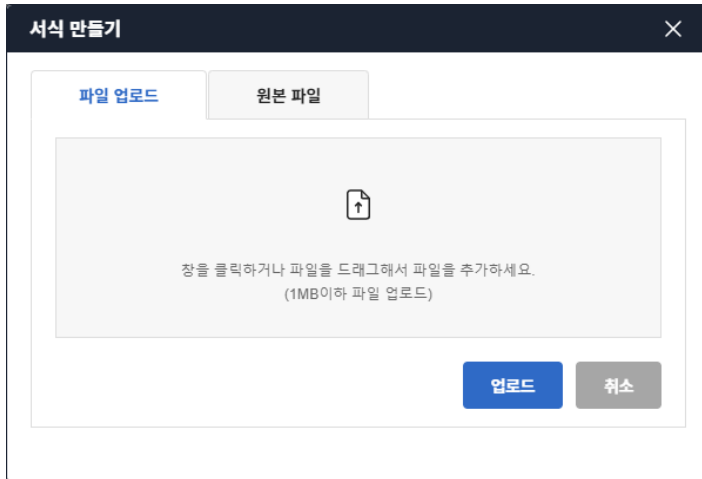 서식 만들기
파일 업로드
원본 파일
창을 클릭하거나 파일을 드래그해서 파일을 추가하세요.
(1MB이하 파일 업로드)
업로드
취소